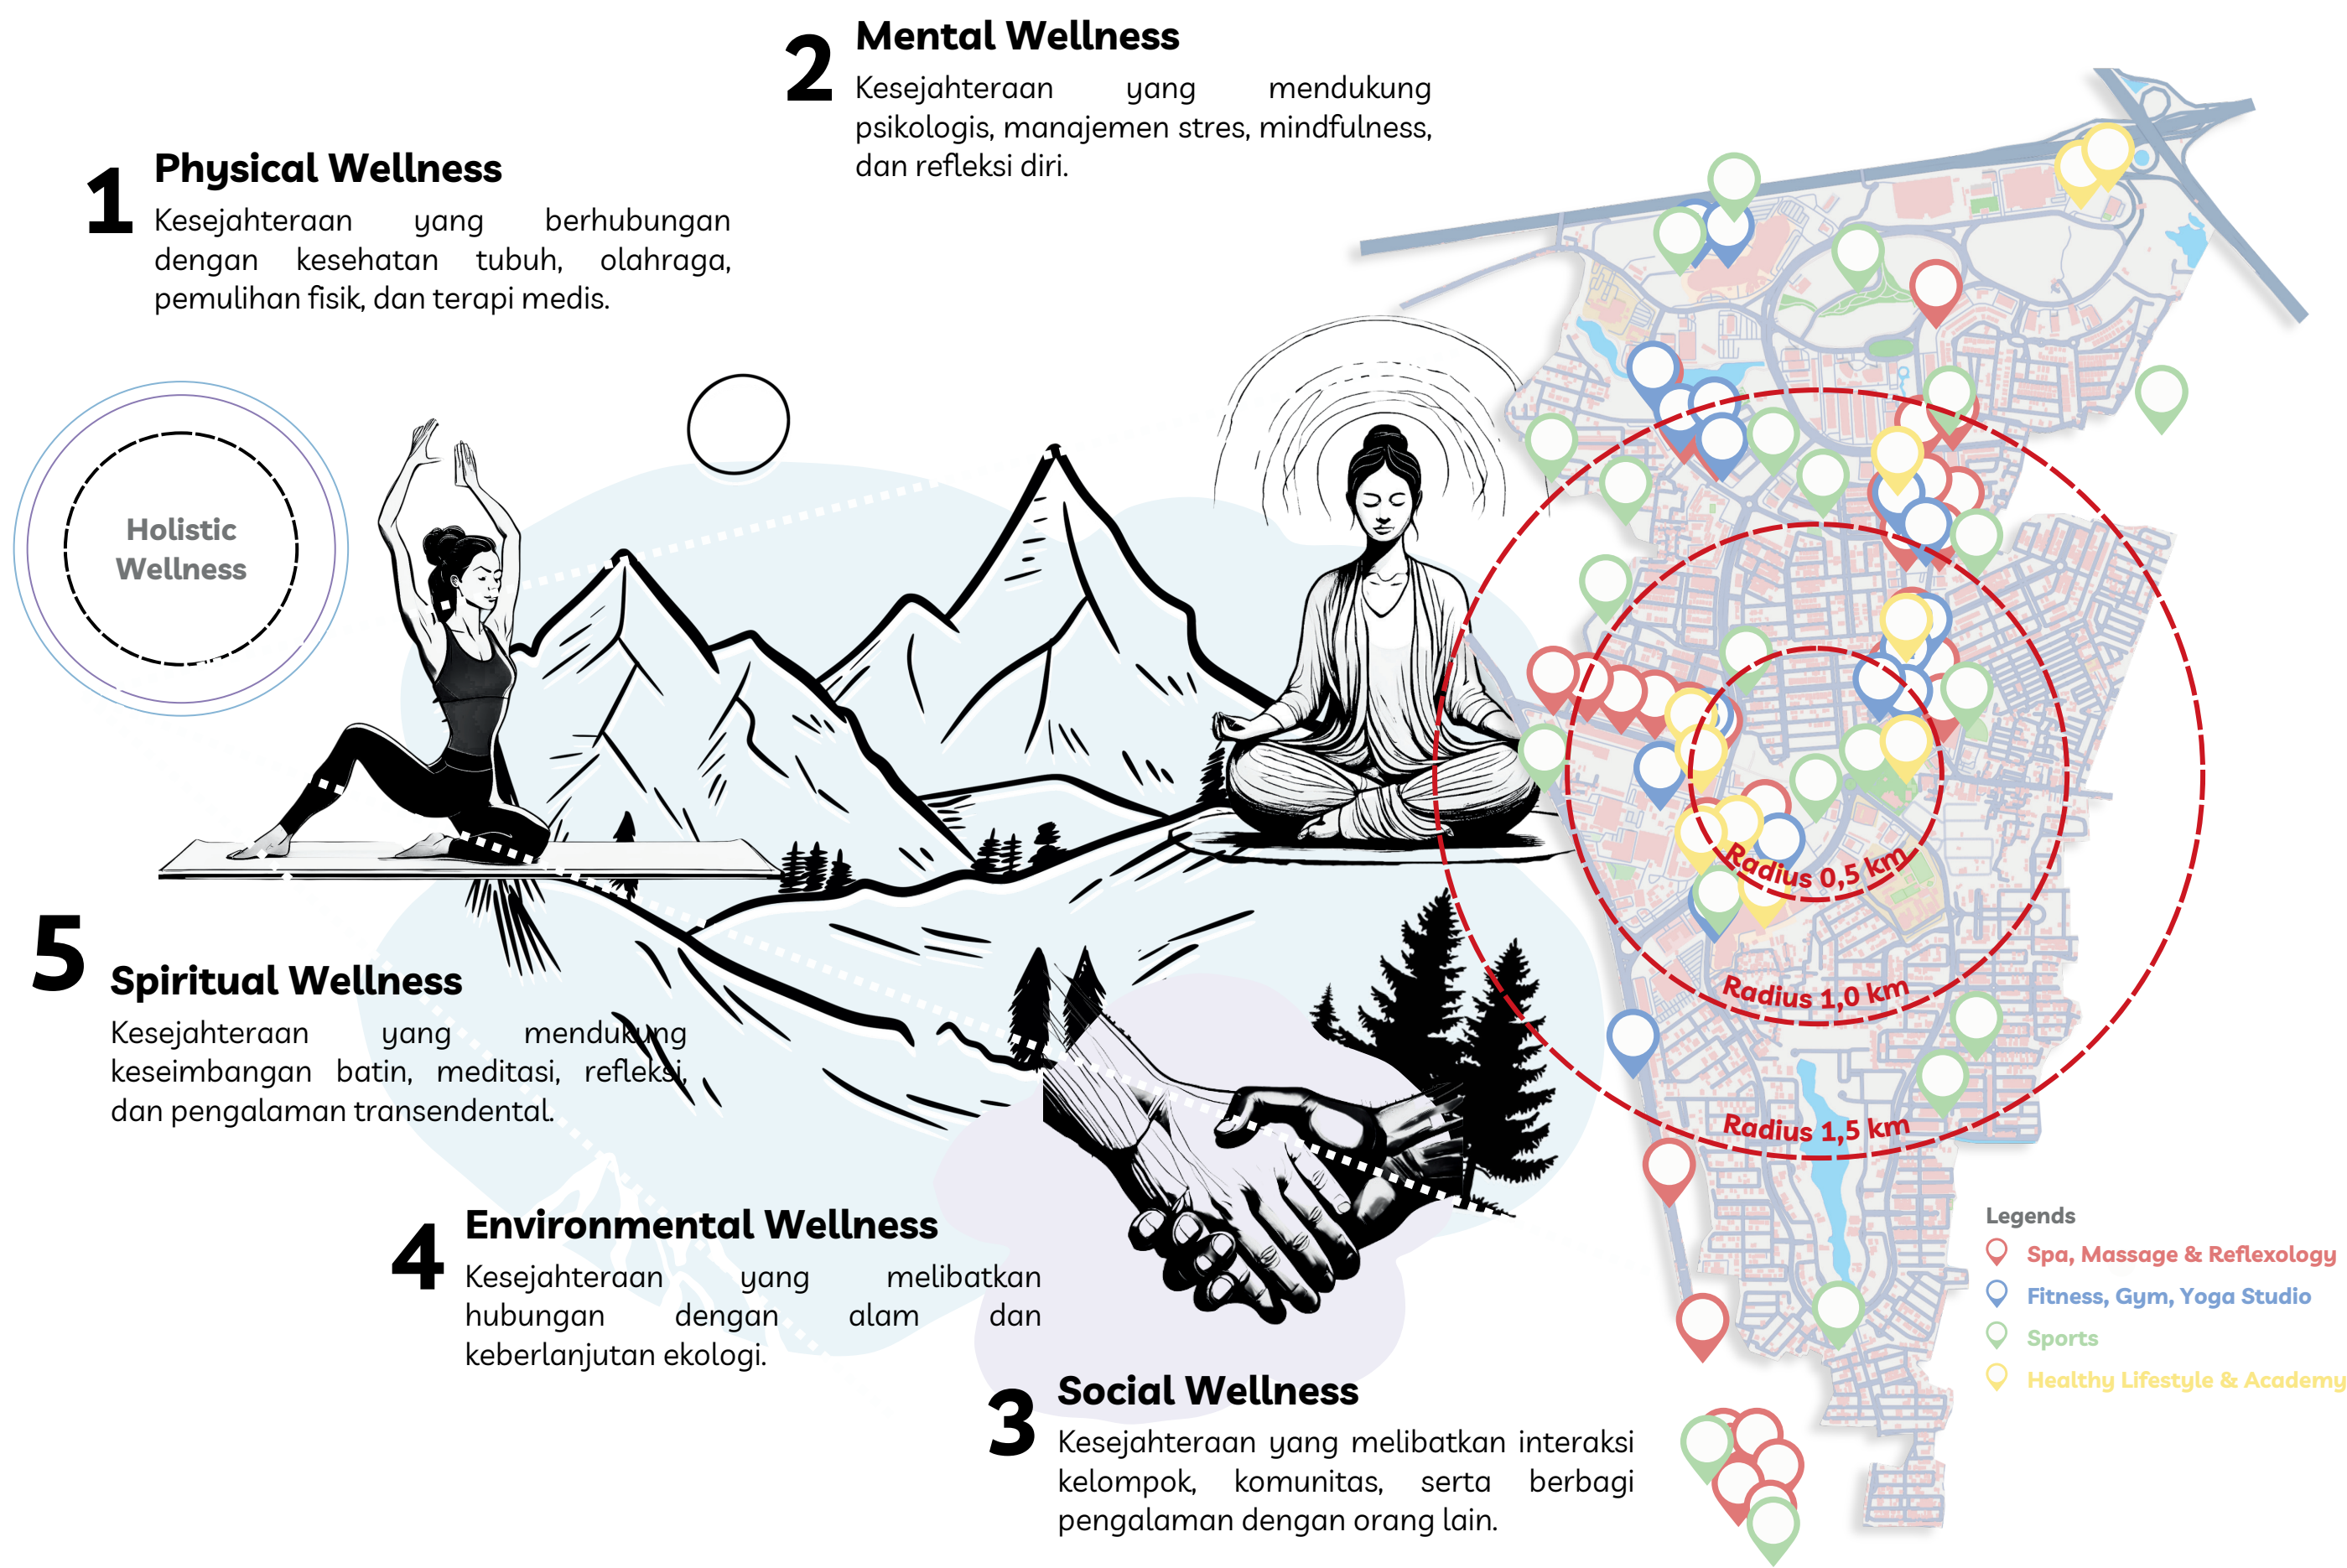 2
Mental Wellness
Kesejahteraan yang mendukung
psikologis, manajemen stres, mindfulness,
dan refleksi diri.
1
Physical Wellness
Kesejahteraan yang berhubungan
dengan kesehatan tubuh, olahraga,
pemulihan fisik, dan terapi medis.
Holistic
Wellness
5
Spiritual Wellness
Kesejahteraan yang mendukung
keseimbangan batin, meditasi, refleksi,
dan pengalaman transendental.
4
Environmental Wellness
Kesejahteraan yang melibatkan
hubungan dengan alam dan
keberlanjutan ekologi.
3
Social Wellness
Kesejahteraan yang melibatkan interaksi
kelompok, komunitas, serta berbagi
pengalaman dengan orang lain.
Radius 0,5 km
Radius 1,0 km
Radius 1,5 km
Legends
Spa, Massage & Reflexology
Fitness, Gym, Yoga Studio
Sports
Healthy Lifestyle & Academy